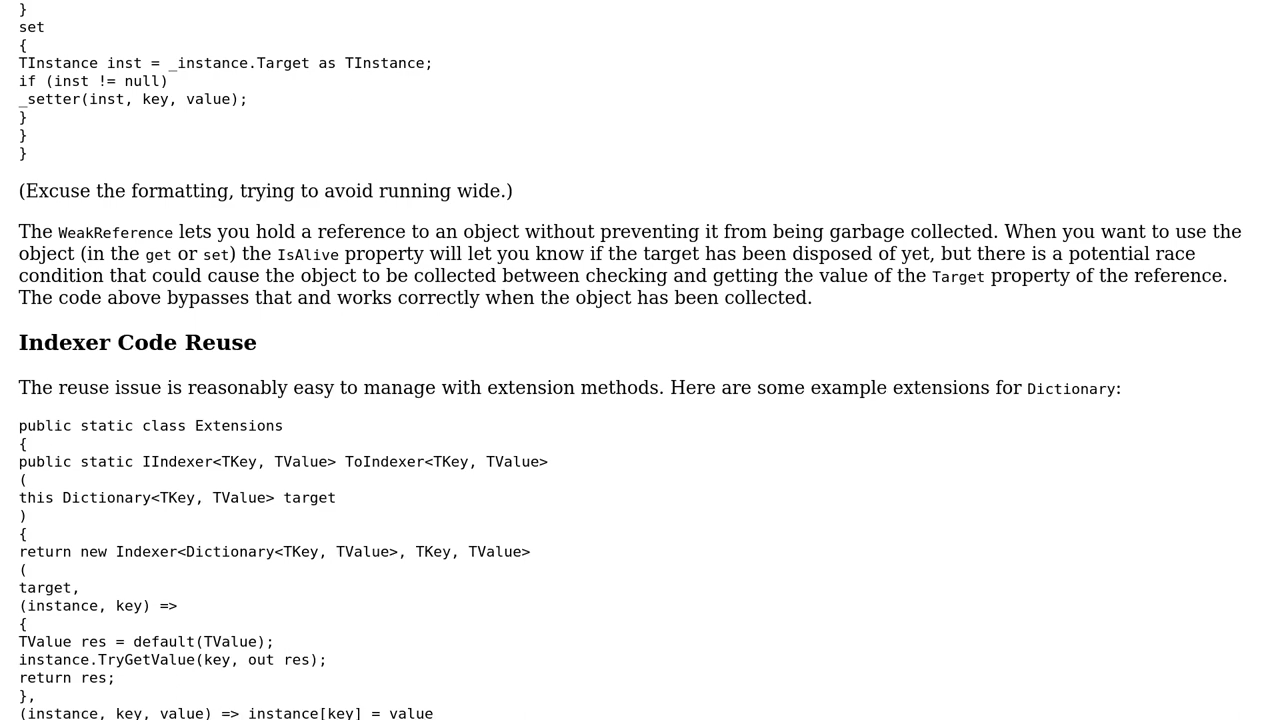 }
set
{
TInstance inst = _instance.Target as TInstance;
if (inst != null)
_setter(inst, key, value);
}
}
}
(Excuse the formatting, trying to avoid running wide.)
The WeakReference lets you hold a reference to an object without preventing it from being garbage collected. When you want to use the
object (in the get or set) the IsAlive property will let you know if the target has been disposed of yet, but there is a potential race
condition that could cause the object to be collected between checking and getting the value of the Target property of the reference.
The code above bypasses that and works correctly when the object has been collected.
Indexer Code Reuse
The reuse issue is reasonably easy to manage with extension methods. Here are some example extensions for Dictionary:
public static class Extensions
{
public static IIndexer<TKey, TValue> ToIndexer<TKey, TValue>
(
this Dictionary<TKey, TValue> target
)
{
return new Indexer<Dictionary<TKey, TValue>, TKey, TValue>
(
target,
(instance, key) =>
{
TValue res = default(TValue);
instance.TryGetValue(key, out res);
return res;
},
(instance, key, value) => instance[key] = value